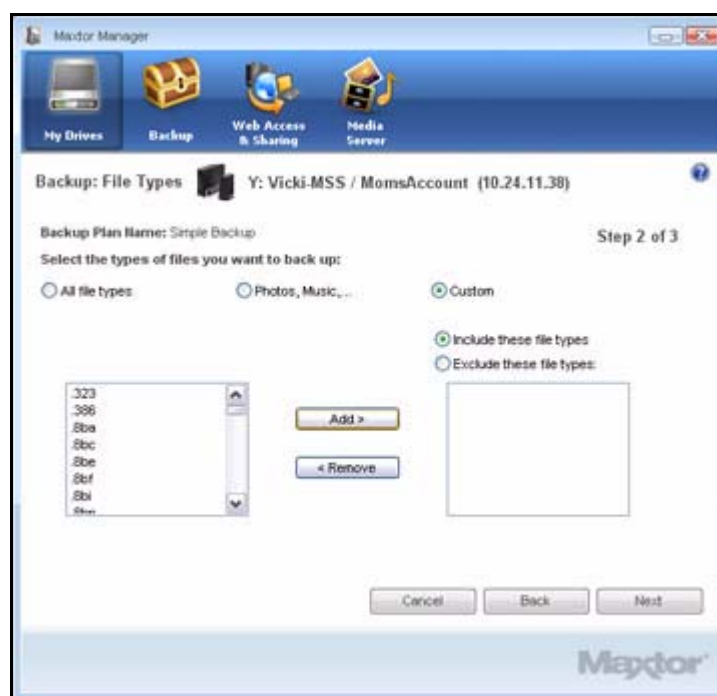 Maxtor Manager
My Drives
Backup
Web Access
& Sharing
Media
Server
Backup: File Types Y: Vicki-MSS / MomsAccount (10.24.11.38)
Backup Plan Name: Simple Backup
Step 2 of 3
Select the types of files you want to back up:
All file types
Photos, Music,...
Custom
Include these file types
Exclude these file types:
.323
.386
.8ba
.8bc
.8be
.8bf
.8bi
Add >
< Remove
Cancel
Back
Next
Maxtor